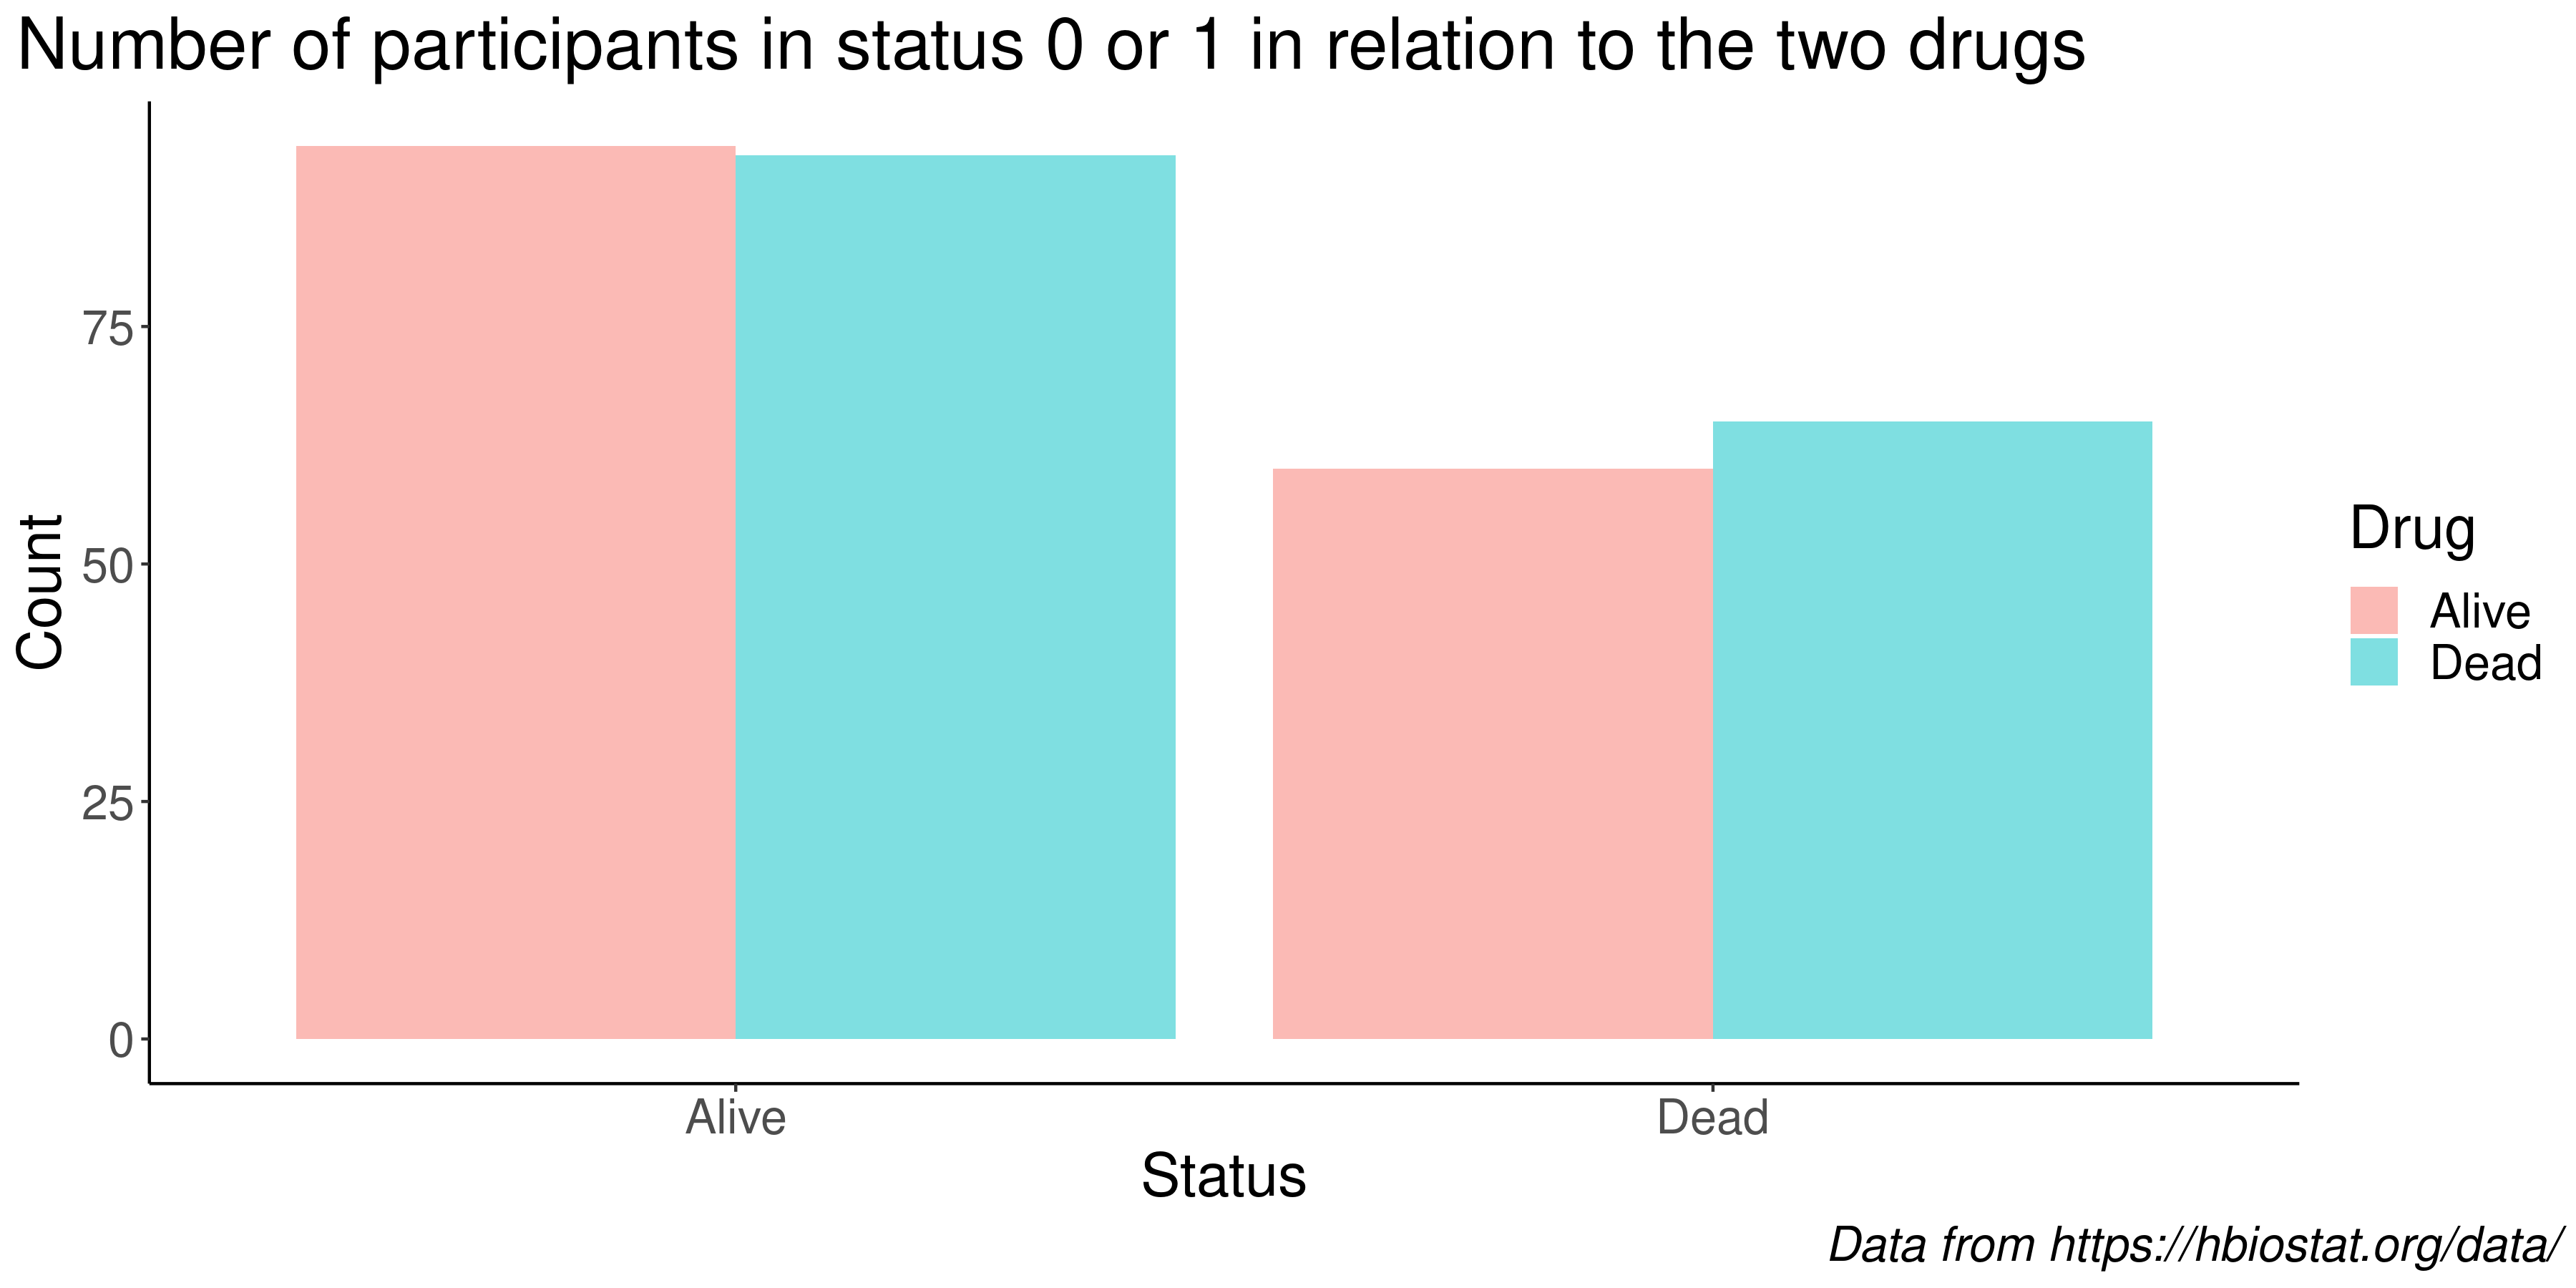 Number of participants in status 0 or 1 in relation to the two drugs
Count
75
50
25
0
Alive
Dead
Status
Drug
Alive
Dead
Data from https://hbiostat.org/data/